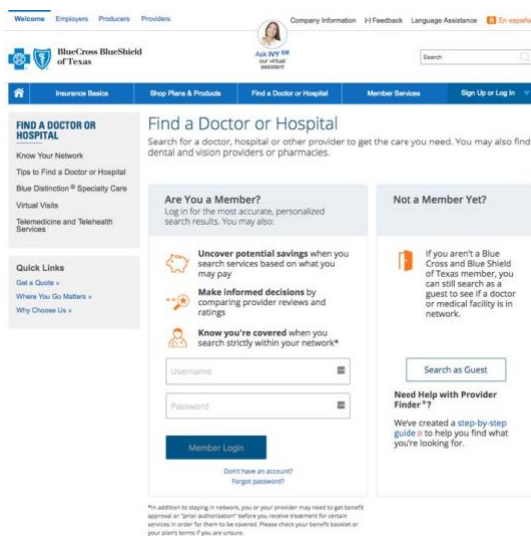 Welcome Employers Producers Providers
Company Information [+] Feedback Language Assistance En español
BlueCross BlueShield
of Texas
Ask IVY SM
our virtual
assistant
Search
Insurance Basics Shop Plans & Products Find a Doctor or Hospital Member Services Sign Up or Log In
FIND A DOCTOR OR
HOSPITAL
Know Your Network
Tips to Find a Doctor or Hospital
Blue Distinction ® Specialty Care
Virtual Visits
Telemedicine and Telehealth
Services
Quick Links
Get a Quote »
Where You Go Matters »
Why Choose Us »
Find a Doctor or Hospital
Search for a doctor, hospital or other provider to get the care you need. You may also find
dental and vision providers or pharmacies.
Are You a Member?
Log in for the most accurate, personalized
search results. You may also:
Uncover potential savings when you
search services based on what you
may pay
Make informed decisions by
comparing provider reviews and
ratings
Know you're covered when you
search strictly within your network*
Username
Password
Member Login
Don't have an account?
Forgot password?
Not a Member Yet?
If you aren't a Blue
Cross and Blue Shield
of Texas member, you
can still search as a
guest to see if a doctor
or medical facility is in
network.
Search as Guest
Need Help with Provider
Finder®?
We've created a step-by-step
guide to help you find what
you're looking for.
*In addition to staying in network, you or your provider may need to get benefit
approval or "prior authorization" before you receive treatment for certain
services in order for them to be covered. Please check your benefit booklet or
your plan's terms if you are unsure.